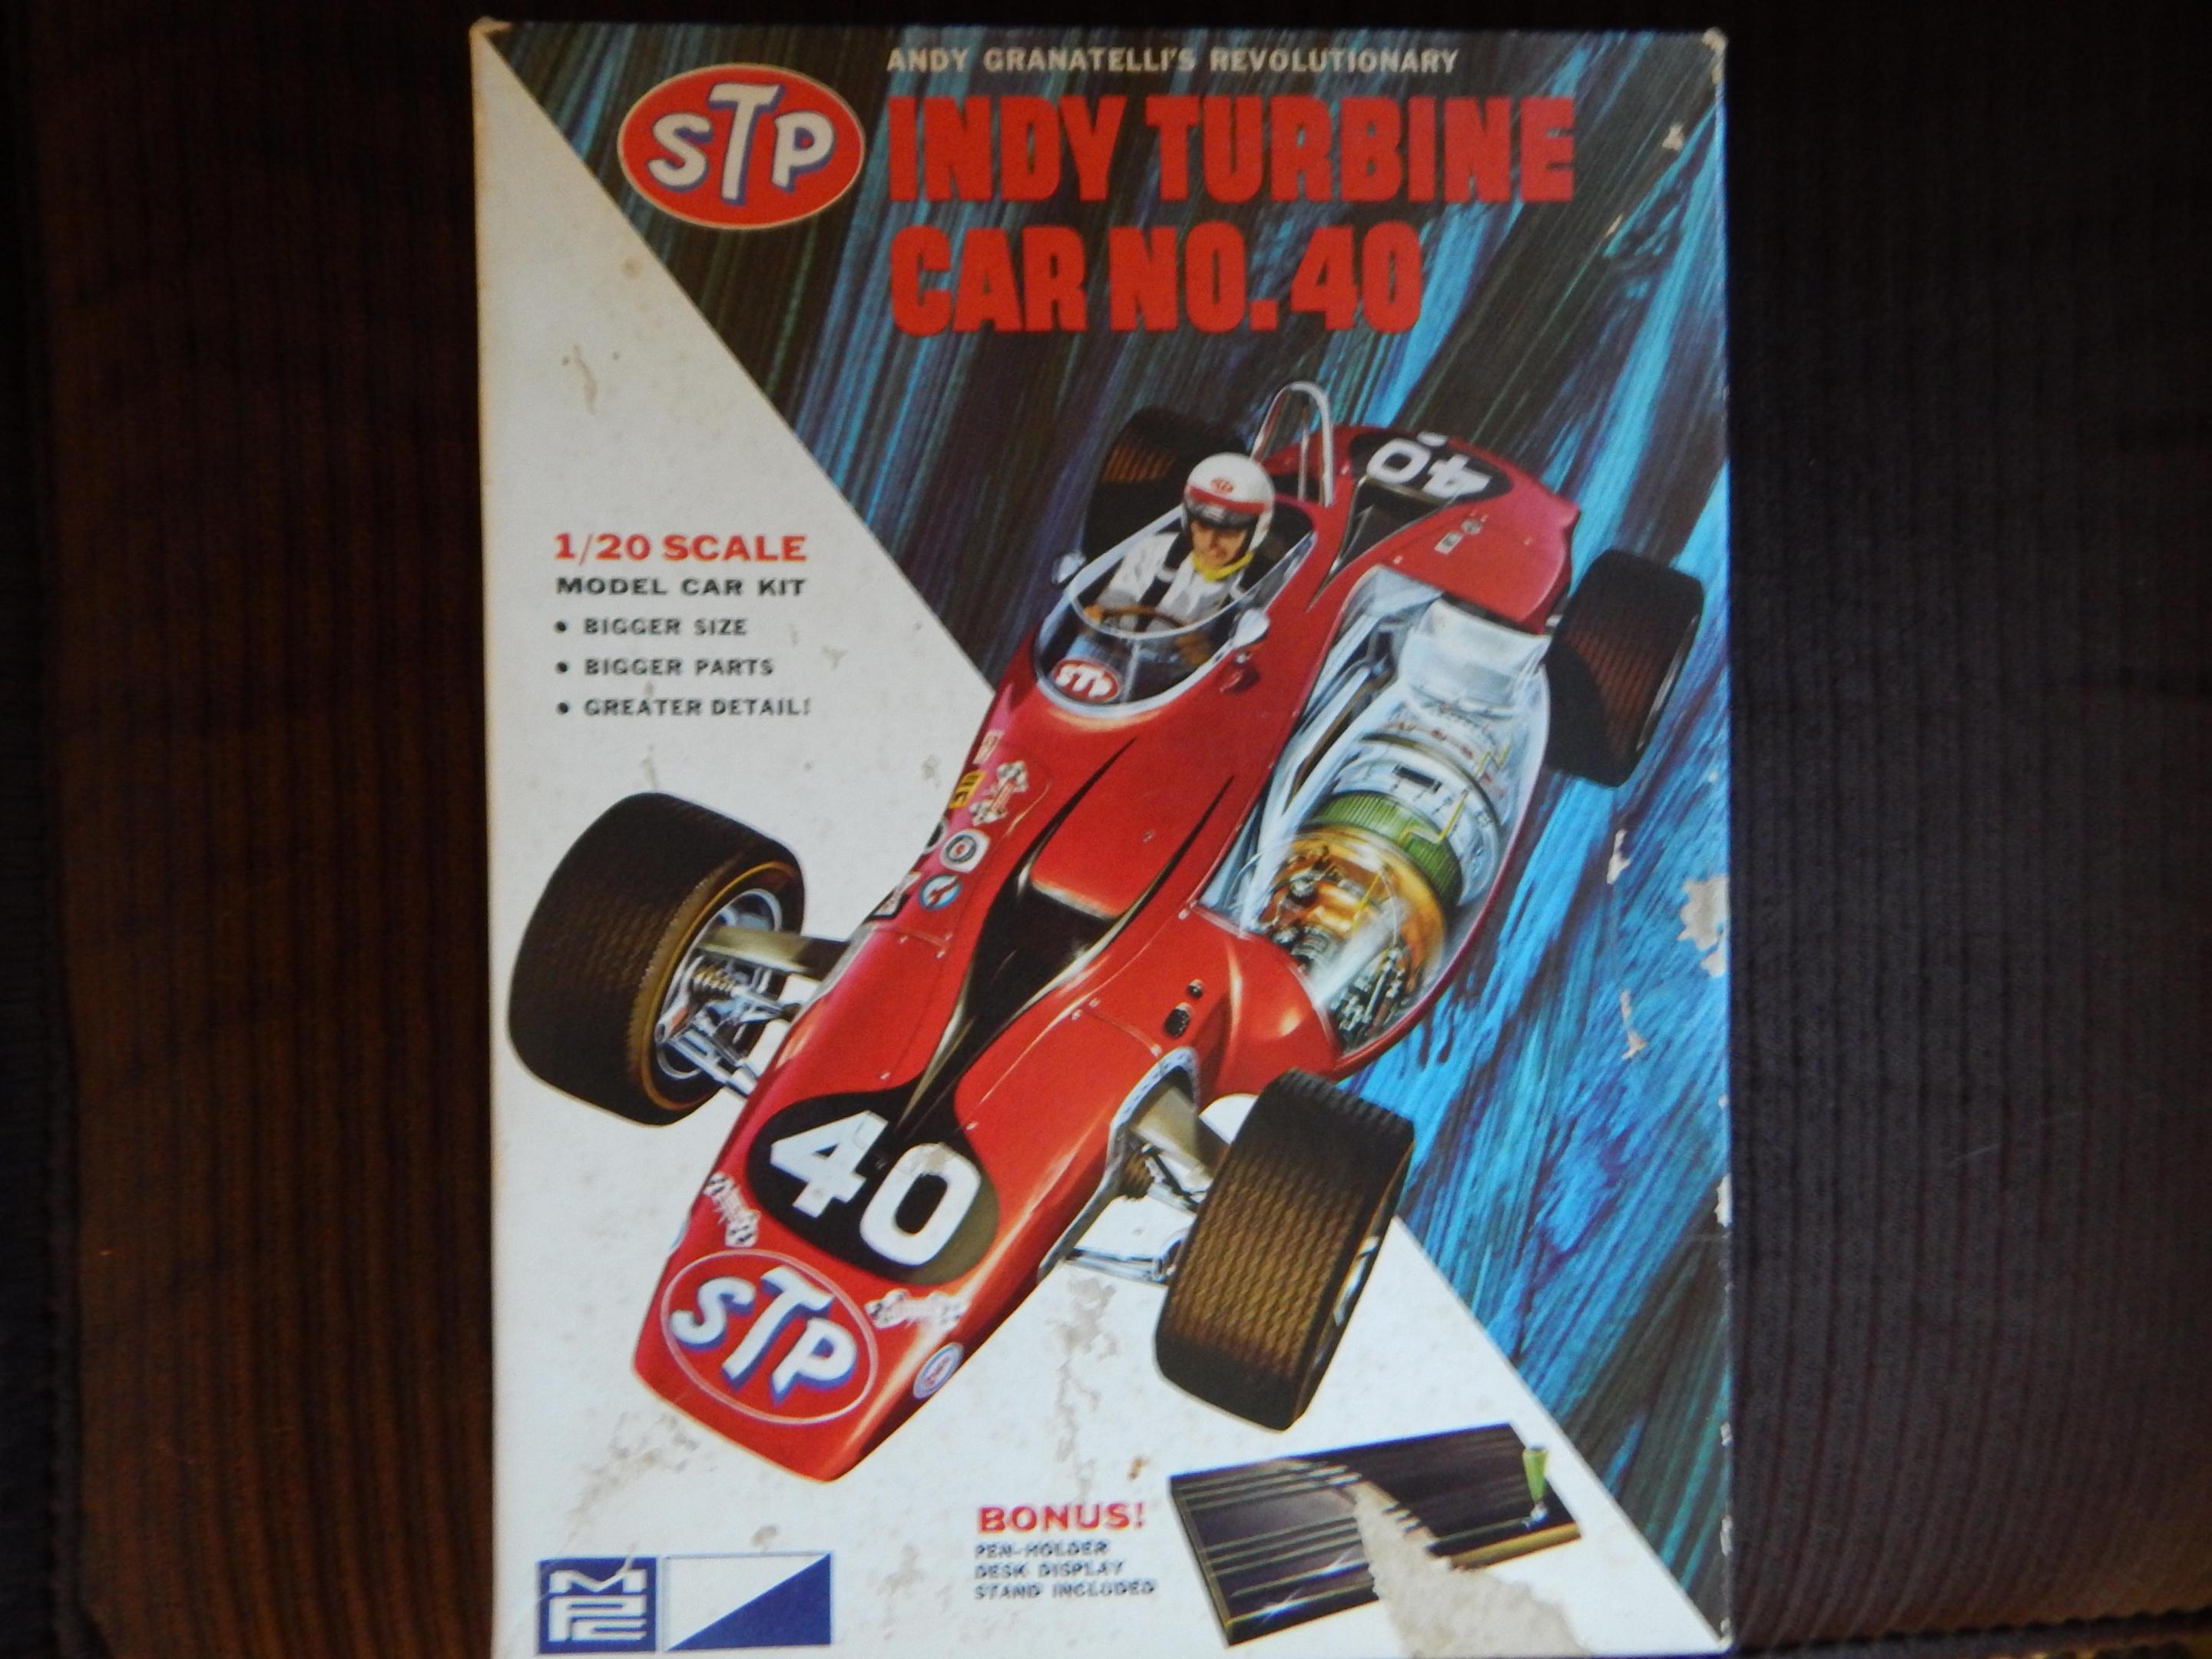 ANDY GRANATELLI'S REVOLUTIONARY
STP
INDY TURBINE
CAR NO. 40
40
STP
1/20 SCALE
MODEL CAR KIT
• BIGGER SIZE
• BIGGER PARTS
• GREATER DETAIL!
STP
40
STP
BONUS!
PEN-HOLDER
DESK DISPLAY
STAND INCLUDED
MPC